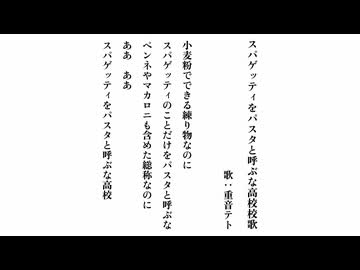 スパゲッティをパスタと呼ぶな高校校歌
歌：重音テト
小麦粉でできる練り物なのに
スパゲッティのことだけをパスタと呼ぶな
ペンネやマカロニも含めた総称なのに
ああ　ああ
スパゲッティをパスタと呼ぶな高校